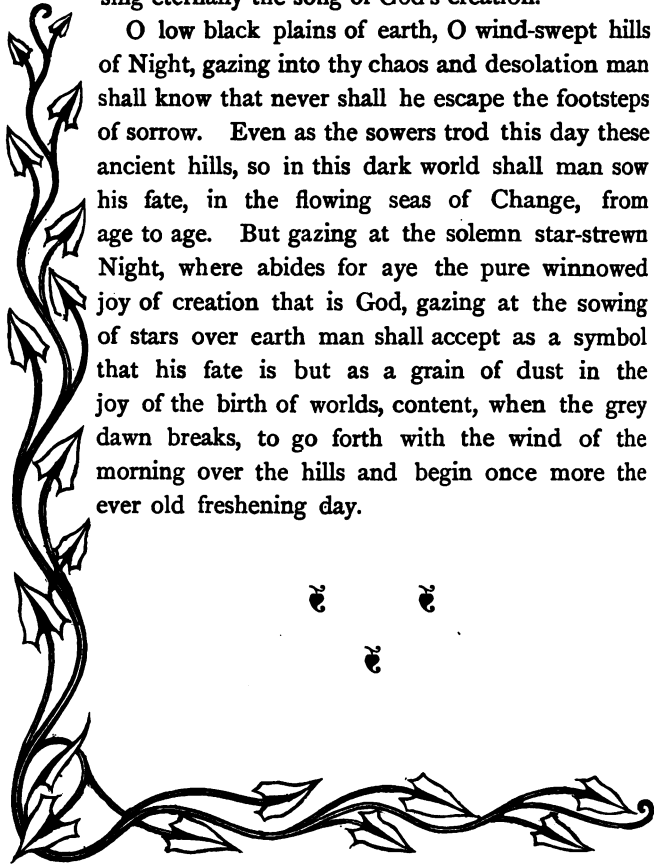 sing eternally the song of God's creation.
O low black plains of earth, O wind-swept hills
of Night, gazing into thy chaos and desolation man
shall know that never shall he escape the footsteps
of sorrow. Even as the sowers trod this day these
ancient hills, so in this dark world shall man sow
his fate, in the flowing seas of Change, from
age to age. But gazing at the solemn star-strewn
Night, where abides for aye the pure winnowed
joy of creation that is God, gazing at the sowing
of stars over earth man shall accept as a symbol
that his fate is but as a grain of dust in the
joy of the birth of worlds, content, when the grey
dawn breaks, to go forth with the wind of the
morning over the hills and begin once more the
ever old freshening day.